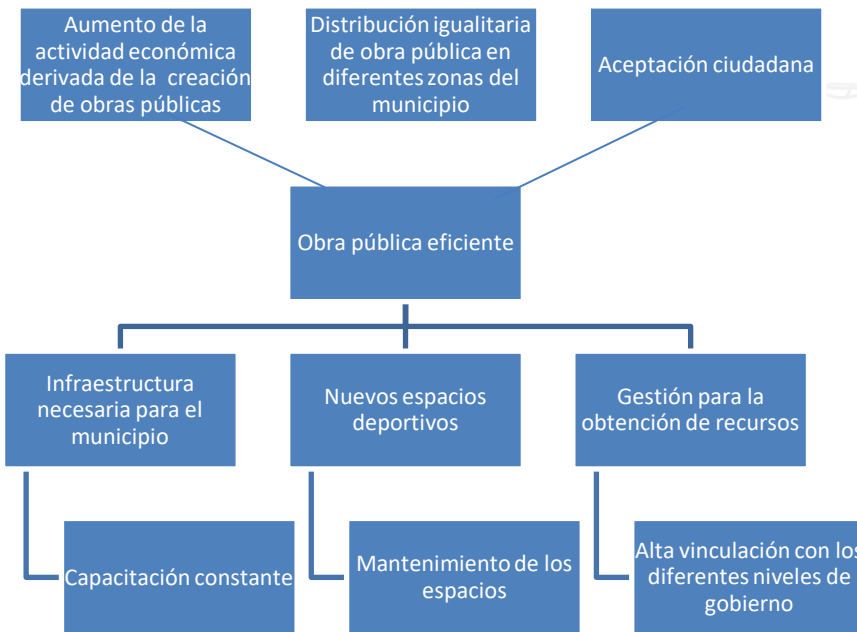 Aumento de la
actividad económica
derivada de la creación
de obras públicas
Distribución igualitaria
de obra pública en
diferentes zonas del
municipio
Aceptación ciudadana
Obra pública eficiente
Infraestructura
necesaria para el
municipio
Nuevos espacios
deportivos
Gestión para la
obtención de recursos
Capacitación constante
Mantenimiento de los
espacios
Alta vinculación con los
diferentes niveles de
gobierno